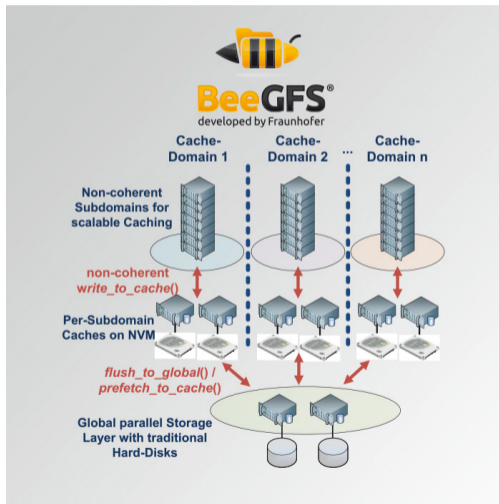 BeeGFS®
developed by Fraunhofer
Cache-
Domain 1
Cache-
Domain 2
...
Cache-
Domain n
Non-coherent
Subdomains for
scalable Caching
non-coherent
write_to_cache()
Per-Subdomain
Caches on NVM
flush_to_global() /
prefetch_to_cache()
Global parallel Storage
Layer with traditional
Hard-Disks